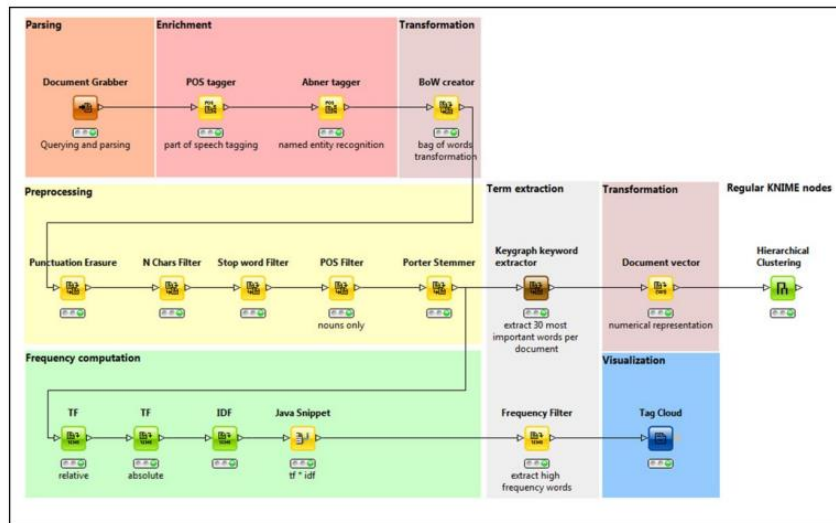 Parsing
Enrichment
Transformation
Document Grabber
POS tagger
Abner tagger
BoW creator
Querying and parsing
part of speech tagging
named entity recognition
bag of words
transformation
Preprocessing
Term extraction
Transformation
Regular KNIME nodes
Punctuation Erasure
N Chars Filter
Stop word Filter
POS Filter
Porter Stemmer
Keygraph keyword
extractor
Document vector
Hierarchical
Clustering
nouns only
extract 30 most
important words per
document
numerical representation
Frequency computation
Visualization
TF
TF
IDF
Java Snippet
Frequency Filter
Tag Cloud
relative
absolute
tf * idf
extract high
frequency words